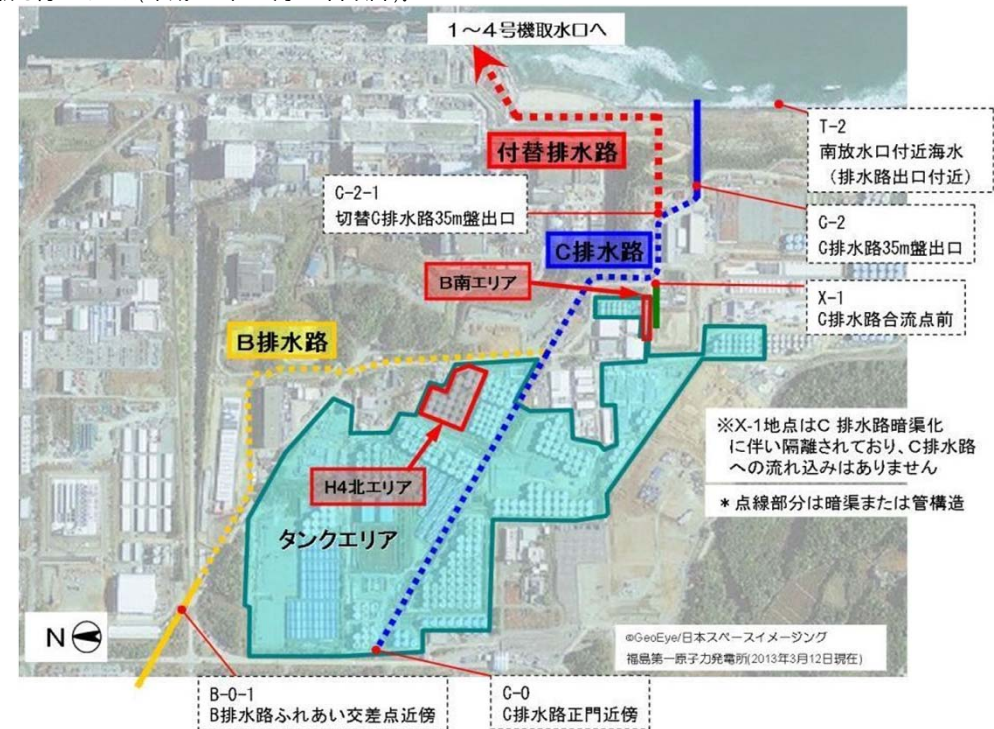 1～4号機取水口へ
T-2
南放水口付近海水
(排水路出口付近)
付替排水路
C-2-1
切替C排水路35m盤出口
C-2
C排水路35m盤出口
C排水路
B南エリア
X-1
C排水路合流点前
B排水路
※X-1地点はC 排水路暗渠化
に伴い隔離されており、C排水路
への流れ込みはありません
H4北エリア
＊点線部分は暗渠または管構造
タンクエリア
N
©GeoEye/日本スペースイメージング
福島第一原子力発電所(2013年3月12日現在)
B-0-1
B排水路ふれあい交差点近傍
C-0
C排水路正門近傍